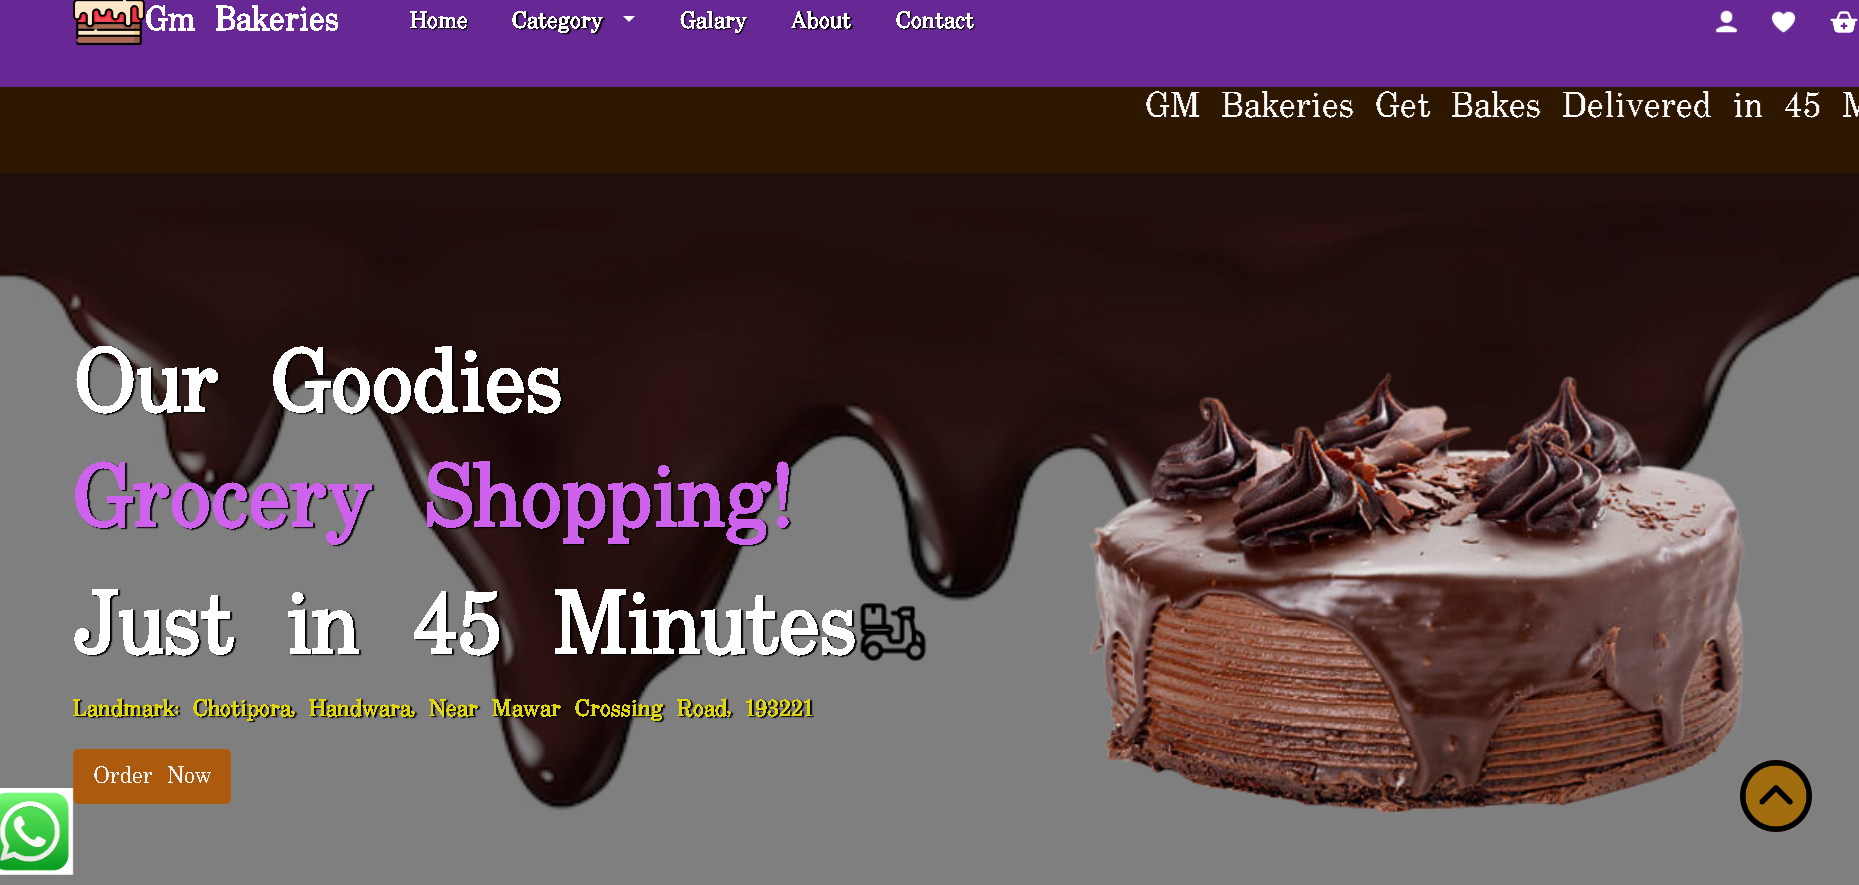 Gm Bakeries
Home Category Galary About Contact
GM Bakeries Get Bakes Delivered in 45
Our Goodies
Grocery Shopping!
Just in 45 Minutes
Landmark: Chotipora, Handwara, Near Mawar Crossing Road, 193221
Order Now